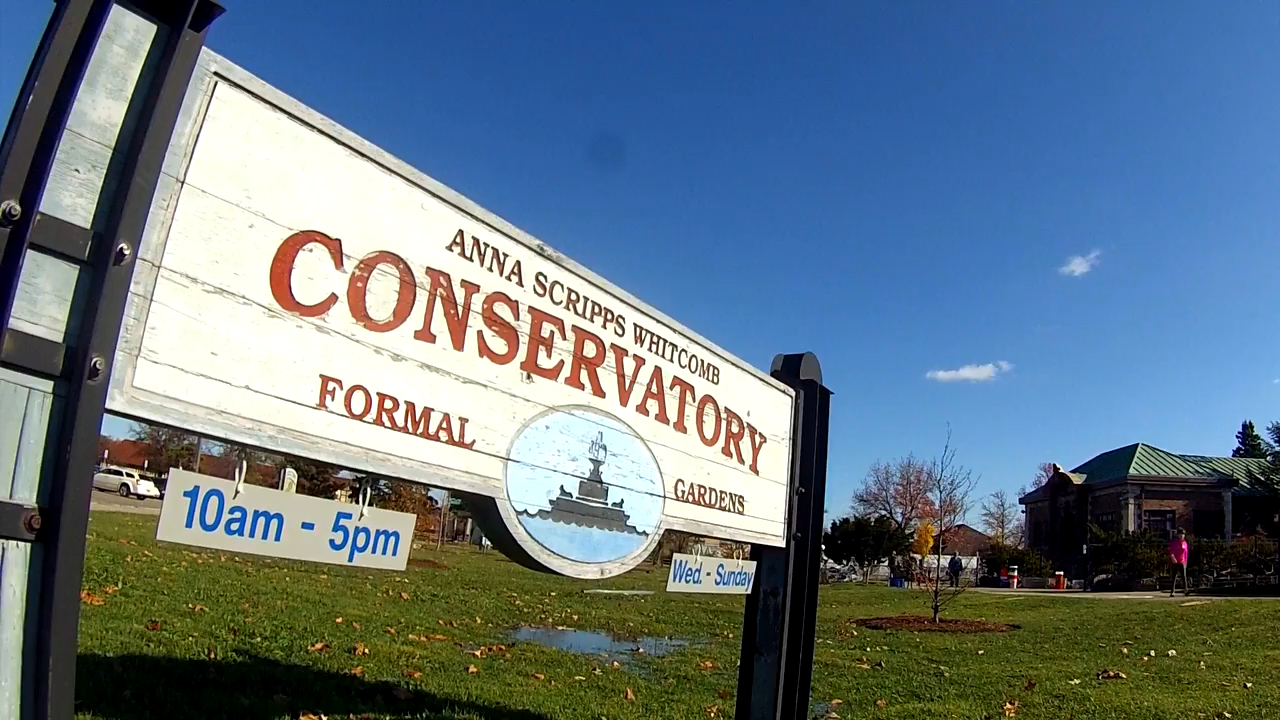 ANNA SCRIPPS WHITCOMB
CONSERVATORY
FORMAL GARDENS
10am - 5pm
Wed. - Sunday